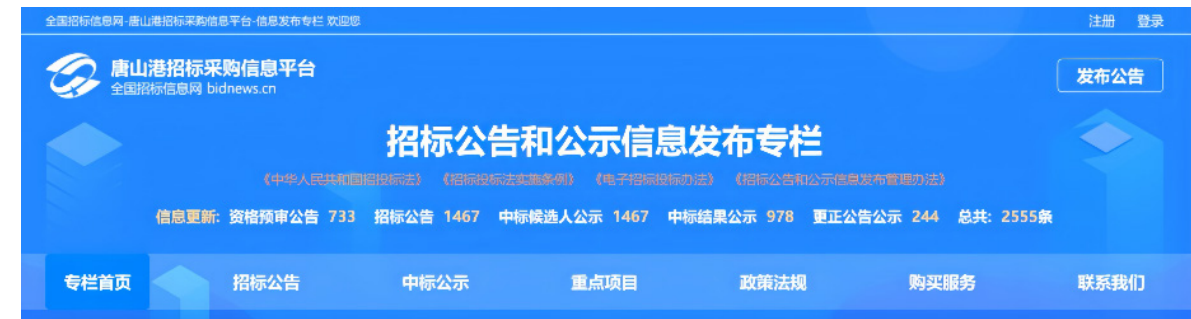 全国招标信息网-唐山港招标采购信息平台-信息发布专栏 欢迎您 注册 登录
唐山港招标采购信息平台
全国招标信息网 bidnews.cn
发布公告
招标公告和公示信息发布专栏
《中华人民共和国招投标法》 《招标投标法实施条例》 《电子招标投标办法》 《招标公告和公示信息发布管理办法》
信息更新: 资格预审公告 733 招标公告 1467 中标候选人公示 1467 中标结果公示 978 更正公告公示 244 总共: 2555条
专栏首页 招标公告 中标公示 重点项目 政策法规 购买服务 联系我们